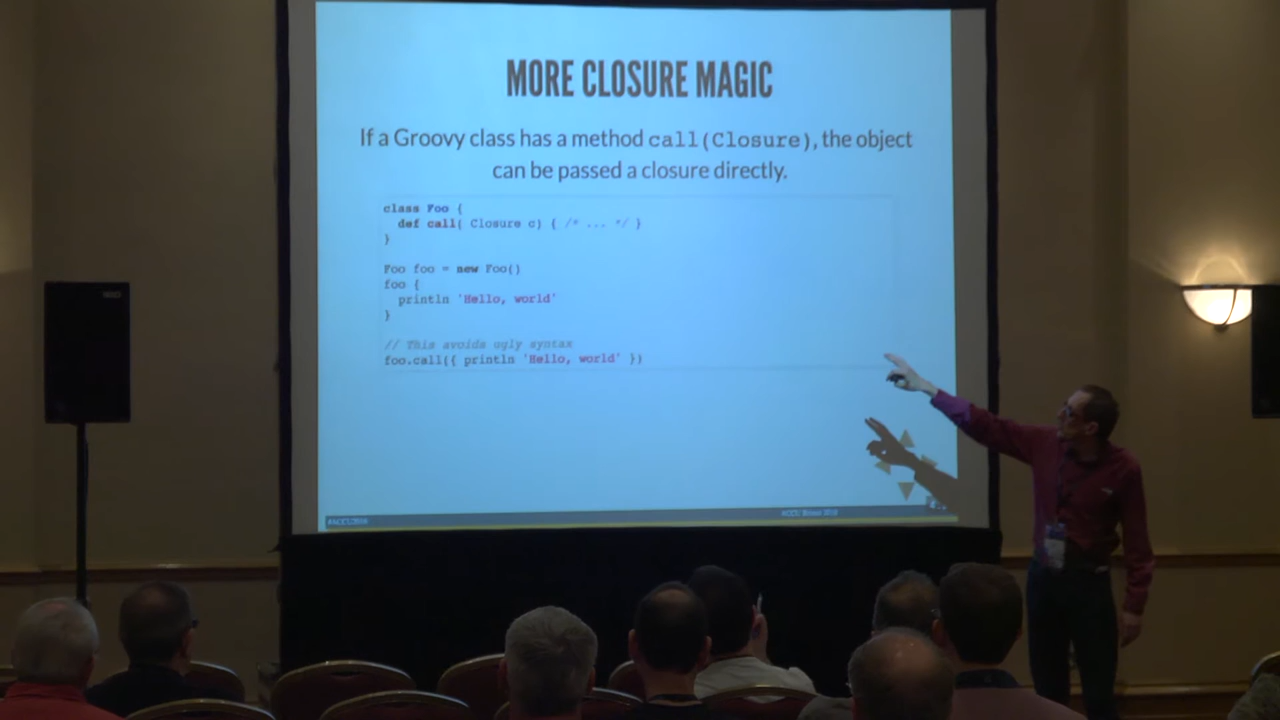 MORE CLOSURE MAGIC
If a Groovy class has a method call(Closure), the object
can be passed a closure directly.
class Foo {
  def call( Closure c) { /* ... */ }
}
Foo foo = new Foo()
foo {
  println 'Hello, world'
}
// This avoids ugly syntax
foo.call({ println 'Hello, world' })